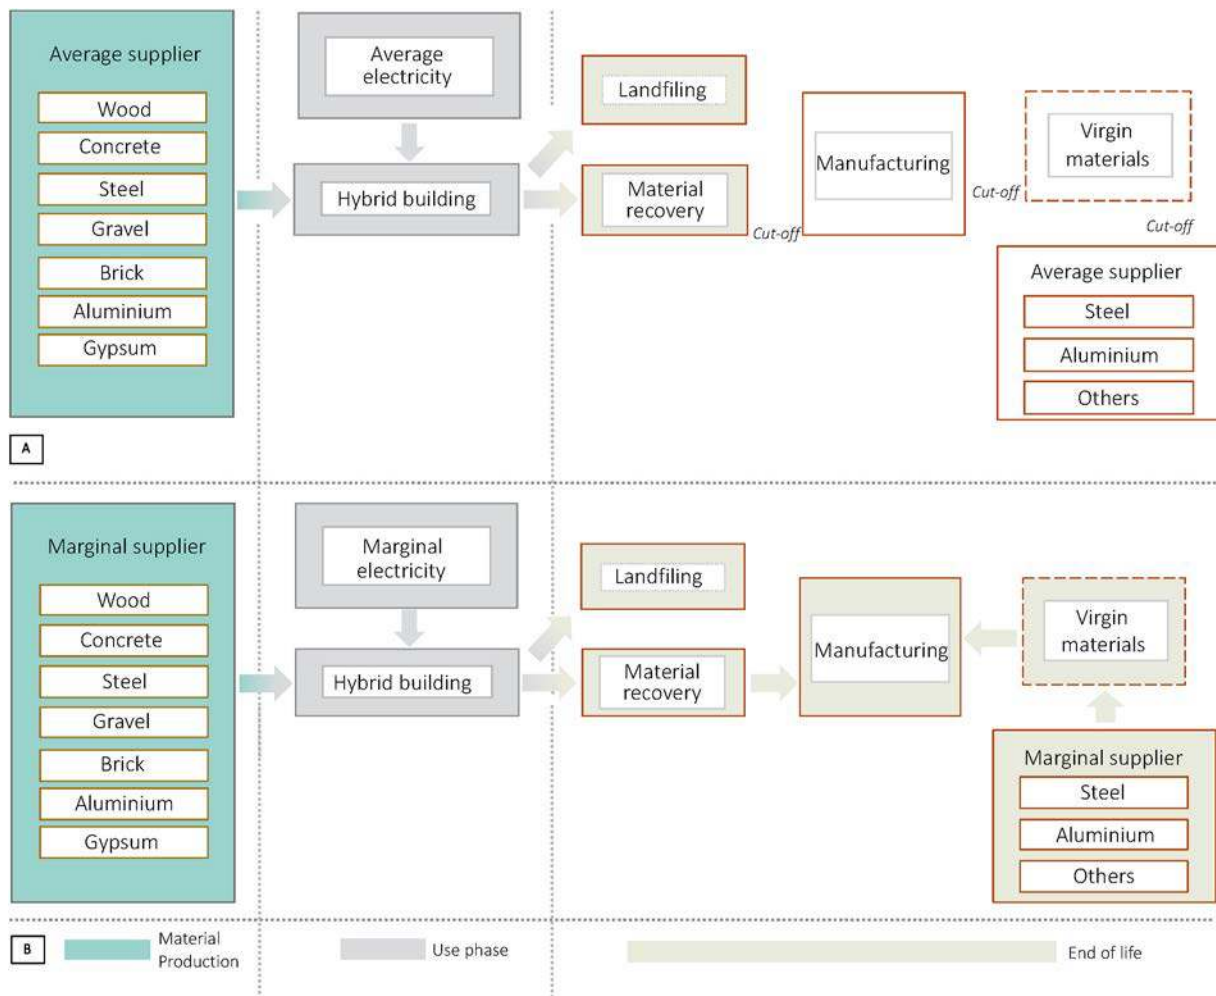 Average supplier
Wood
Concrete
Steel
Gravel
Brick
Aluminium
Gypsum
Average
electricity
Hybrid building
Landfiling
Material
recovery
Cut-off
Manufacturing
Cut-off
Virgin
materials
Cut-off
Average supplier
Steel
Aluminium
Others
A
Marginal supplier
Wood
Concrete
Steel
Gravel
Brick
Aluminium
Gypsum
Marginal
electricity
Hybrid building
Landfiling
Material
recovery
Manufacturing
Virgin
materials
Marginal supplier
Steel
Aluminium
Others
B
Material
Production
Use phase
End of life